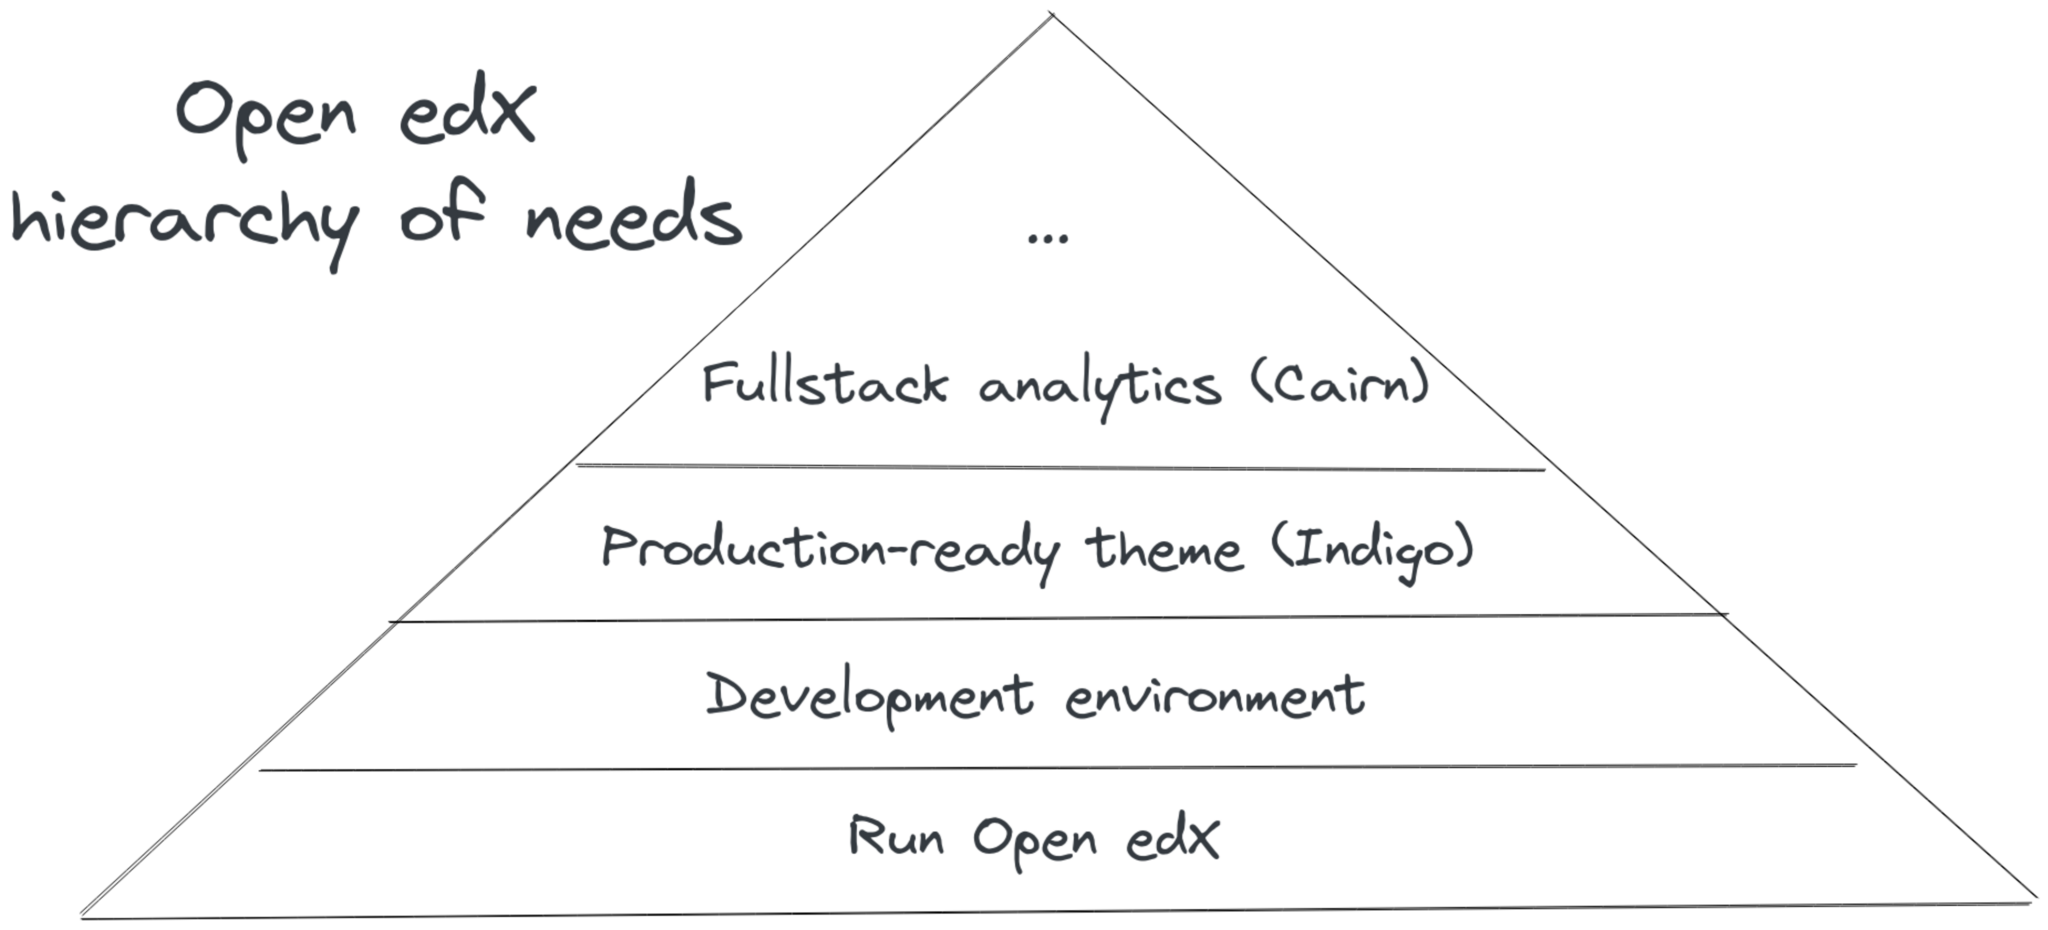 Open edX
hierarchy of needs
...
Fullstack analytics (Cairn)
Production-ready theme (Indigo)
Development environment
Run Open edX